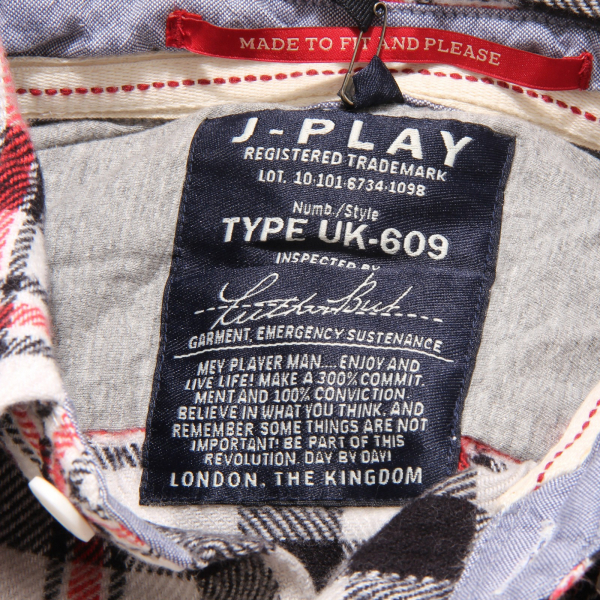 MADE TO FIT AND PLEASE
J-PLAY
REGISTERED TRADEMARK
LOT. 10-101-6734-1098
Numb./Style
TYPE UK-609
INSPECTED BY
GARMENT, EMERGENCY SUSTENANCE
MEY PLAYER MAN.... ENJOY AND
LIVE LIFE! MAKE A 300% COMMIT.
MENT AND 100% CONVICTION.
BELIEVE IN WHAT YOU THINK. AND
REMEMBER SOME THINGS ARE NOT
IMPORTANT! BE PART OF THIS
REVOLUTION. DAY BY DAY!
LONDON. THE KINGDOM